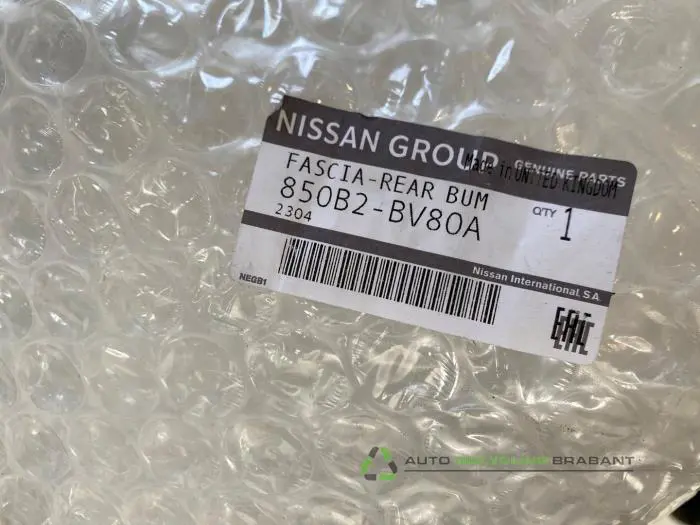 NISSAN GROUP GENUINE PARTS
Made in UNITED KINGDOM
FASCIA-REAR BUM
850B2-BV80A QTY 1
2304
Nissan International, S.A.
NEGB1
EAC
AUTO RECYCLING BRABANT